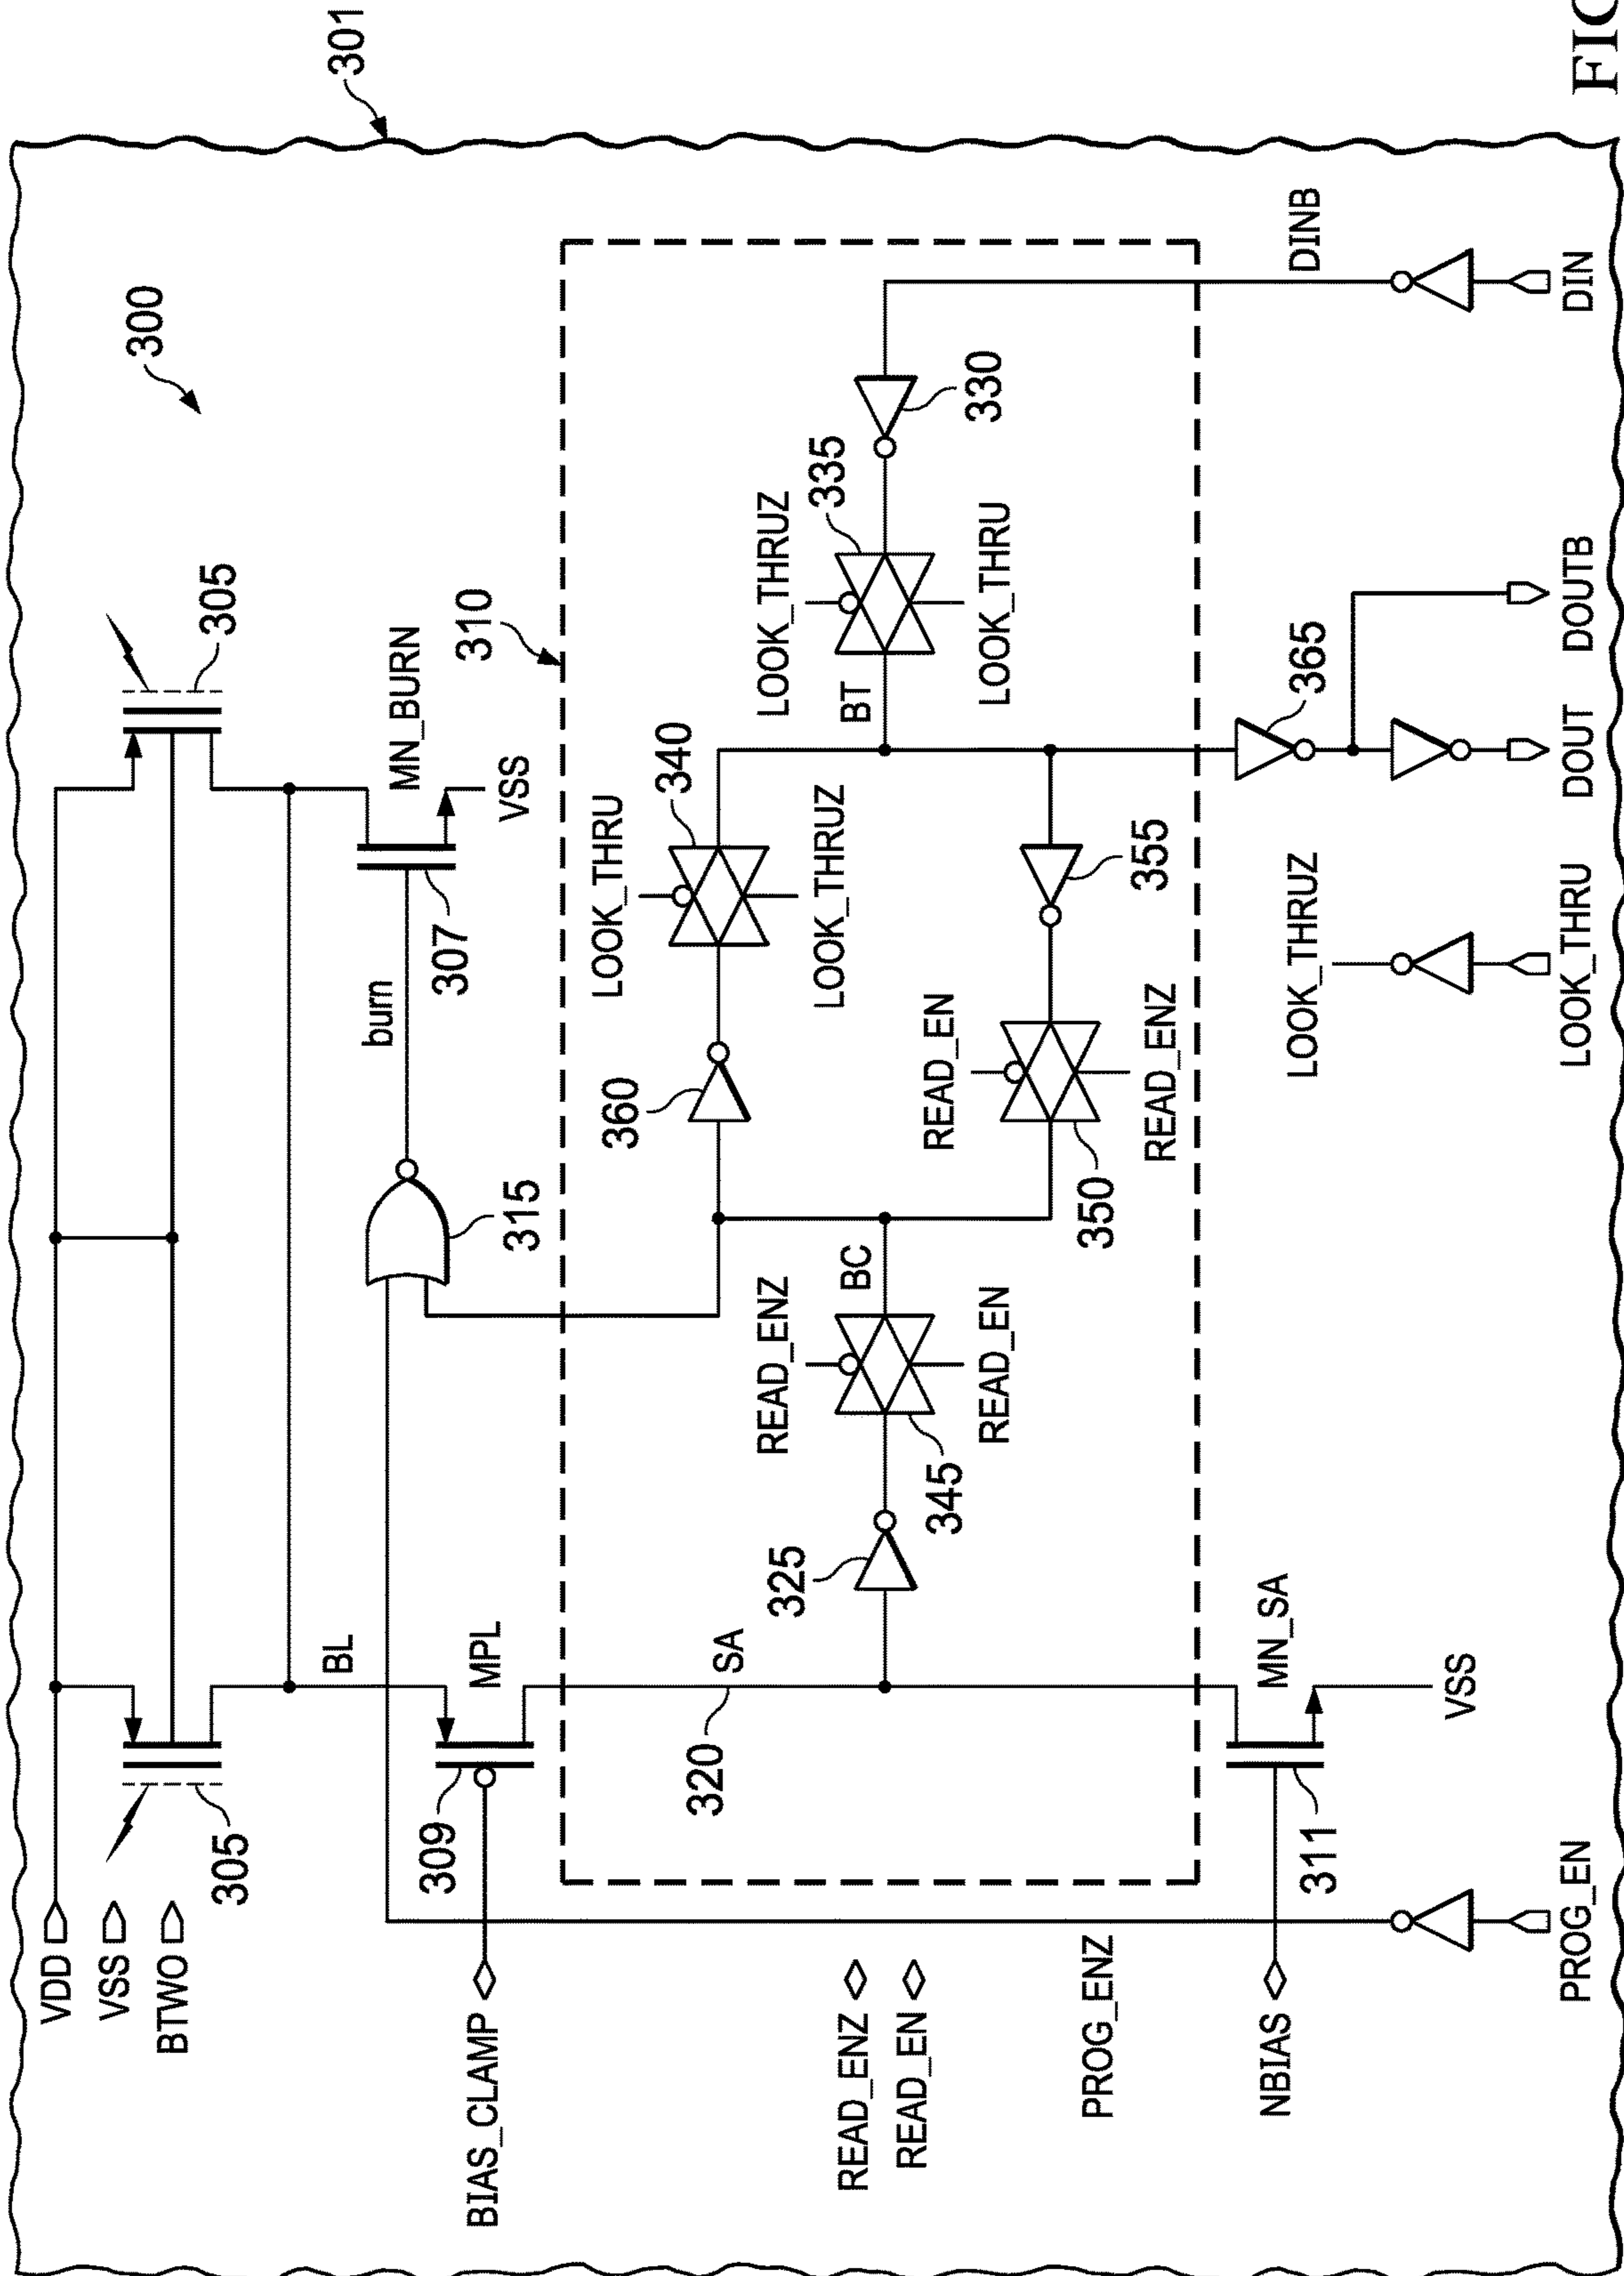 FIG
301
300
VDD
VSS
BTWO
305
305
BL
MPL
309
BIAS_CLAMP
burn
307
MN_BURN
VSS
315
310
320
SA
325
READ_ENZ
345
READ_EN
BC
360
LOOK_THRU
340
LOOK_THRUZ
LOOK_THRUZ
335
BT
LOOK_THRU
330
DINB
READ_EN
350
READ_ENZ
355
READ_ENZ
READ_EN
PROG_ENZ
NBIAS
311
MN_SA
VSS
365
LOOK_THRUZ
PROG_EN
LOOK_THRU
DOUT
DOUTB
DIN